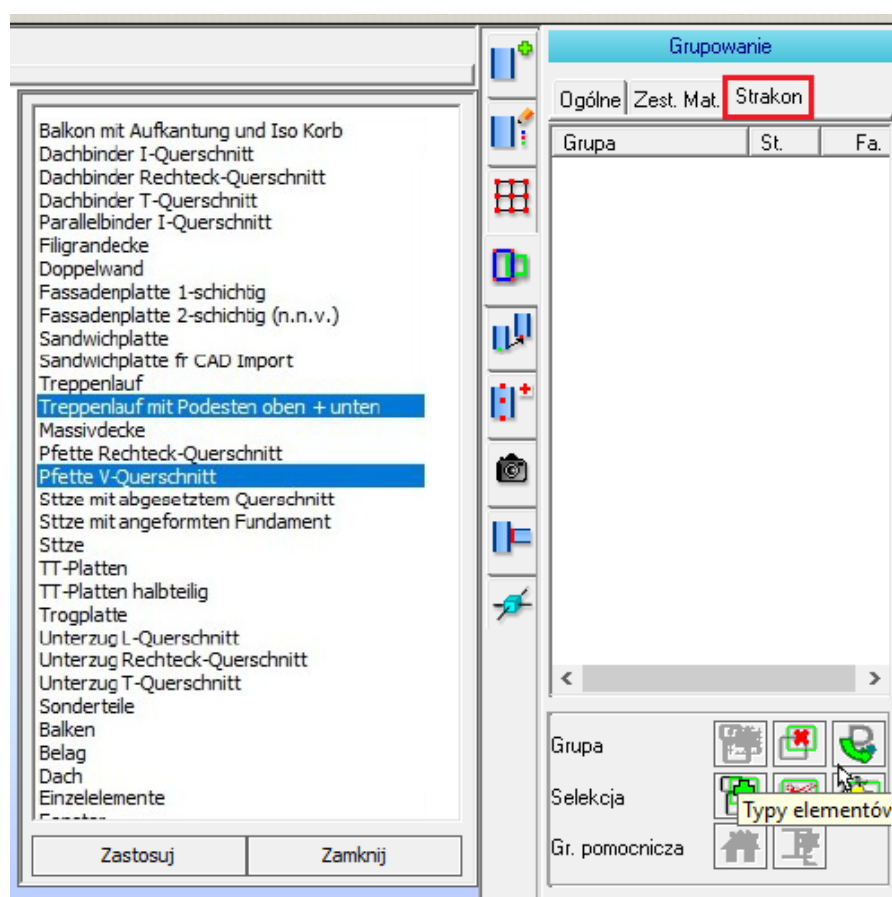 Balkon mit Aufkantung und Iso Korb
Dachbinder I-Querschnitt
Dachbinder Rechteck-Querschnitt
Dachbinder T-Querschnitt
Parallelbinder I-Querschnitt
Filigrandecke
Doppelwand
Fassadenplatte 1-schichtig
Fassadenplatte 2-schichtig (n.n.v.)
Sandwichplatte
Sandwichplatte fr CAD Import
Treppenlauf
Treppenlauf mit Podesten oben + unten
Massivdecke
Pfette Rechteck-Querschnitt
Pfette V-Querschnitt
Sttze mit abgesetztem Querschnitt
Sttze mit angeformten Fundament
Sttze
TT-Platten
TT-Platten halbteilig
Trogplatte
Unterzug L-Querschnitt
Unterzug Rechteck-Querschnitt
Unterzug T-Querschnitt
Sonderteile
Balken
Belag
Dach
Einzelelemente
Zastosuj Zamknij
Grupowanie
Ogólne Zest. Mat. Strakon
Grupa St. Fa.
Grupa
Selekcja
Typy elementów
Gr. pomocnicza